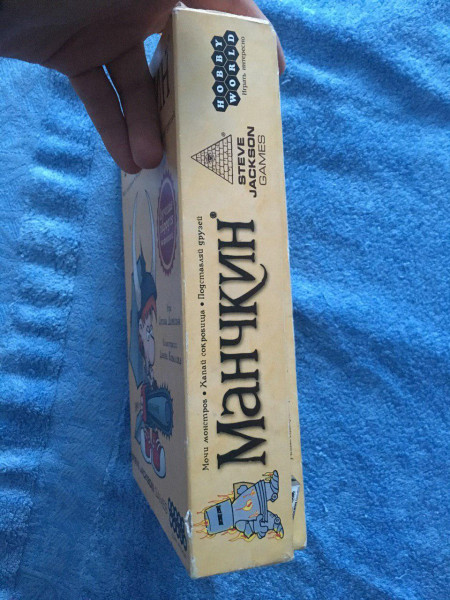 Мочи монстров • Хапай сокровища • Подставляй друзей
Манчкин®
STEVE
JACKSON
GAMES
HOBBY
WORLD
Играть интересно